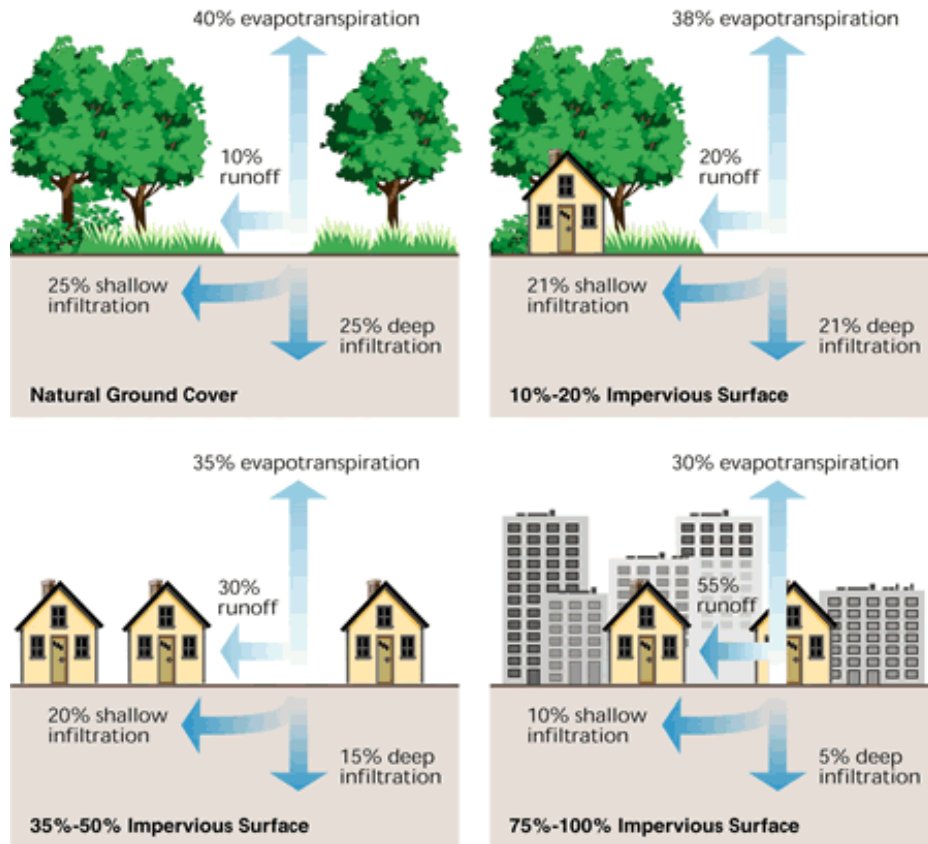 40% evapotranspiration
10%
runoff
25% shallow
infiltration
25% deep
infiltration
Natural Ground Cover
38% evapotranspiration
20%
runoff
21% shallow
infiltration
21% deep
infiltration
10%-20% Impervious Surface
35% evapotranspiration
30%
runoff
20% shallow
infiltration
15% deep
infiltration
35%-50% Impervious Surface
30% evapotranspiration
55%
runoff
10% shallow
infiltration
5% deep
infiltration
75%-100% Impervious Surface